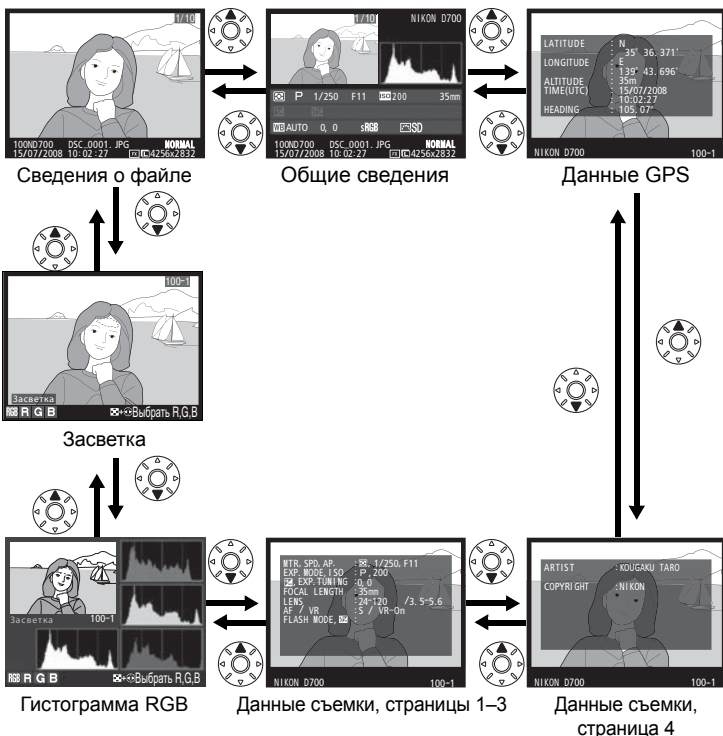 1/10
100ND700 DSC_0001. JPG NORMAL
15/07/2008 10:02:27 FX 4256x2832
Сведения о файле
1/10 NIKON D700
P 1/250 F11 ISO 200 35mm
WB AUTO 0, 0 sRGB SD
100ND700 DSC_0001. JPG NORMAL
15/07/2008 10:02:27 FX 4256x2832
Общие сведения
LATITUDE : N
: 35° 36. 371'
LONGITUDE : E
: 139° 43. 696'
ALTITUDE : 35m
TIME(UTC) : 15/07/2008
: 10:02:27
HEADING : 105. 07°
NIKON D700 100-1
Данные GPS
100-1
Засветка
RGB R G B Выбрать R,G,B
Засветка
Засветка 100-1
RGB R G B Выбрать R,G,B
Гистограмма RGB
MTR, SPD, AP. : , 1/250, F11
EXP. MODE, ISO : P, 200
, EXP. TUNING : 0, 0
FOCAL LENGTH : 35mm
LENS : 24-120 /3. 5-5. 6
AF / VR : S / VR-On
FLASH MODE, :
NIKON D700 100-1
Данные съемки, страницы 1–3
ARTIST : KOUGAKU TARO
COPYRIGHT : NIKON
NIKON D700 100-1
Данные съемки,
страница 4